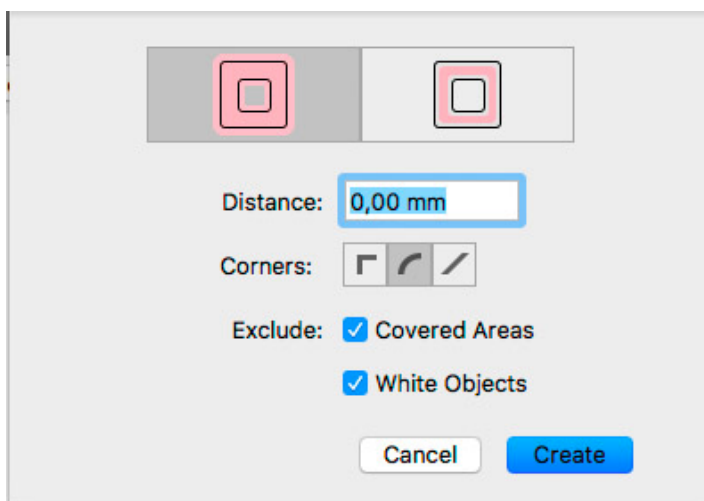 Distance: 0,00 mm
Corners:
Exclude: Covered Areas
White Objects
Cancel Create